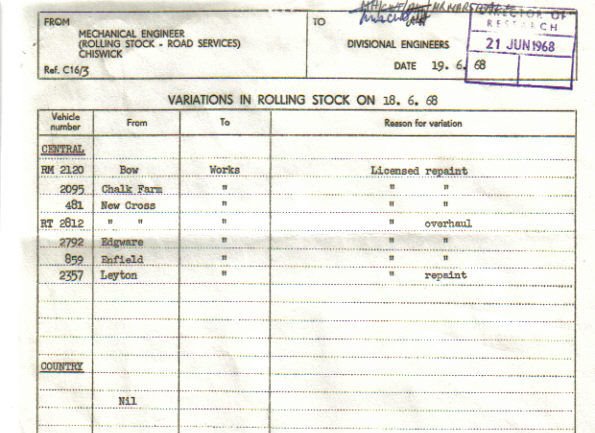 FROM
MECHANICAL ENGINEER
(ROLLING STOCK - ROAD SERVICES)
CHISWICK
Ref. C16/3
TO
DIVISIONAL ENGINEERS
DATE 19. 6. 68
DIRECTOR OF
RESEARCH
21 JUN 1968
VARIATIONS IN ROLLING STOCK ON 18. 6. 68
Vehicle number From To Reason for variation
CENTRAL
RM 2120 Bow Works Licensed repaint
2095 Chalk Farm " " "
481 New Cross " " "
RT 2812 " " " " overhaul
2792 Edgware " " "
859 Enfield " " "
2357 Leyton " " repaint
COUNTRY
Nil